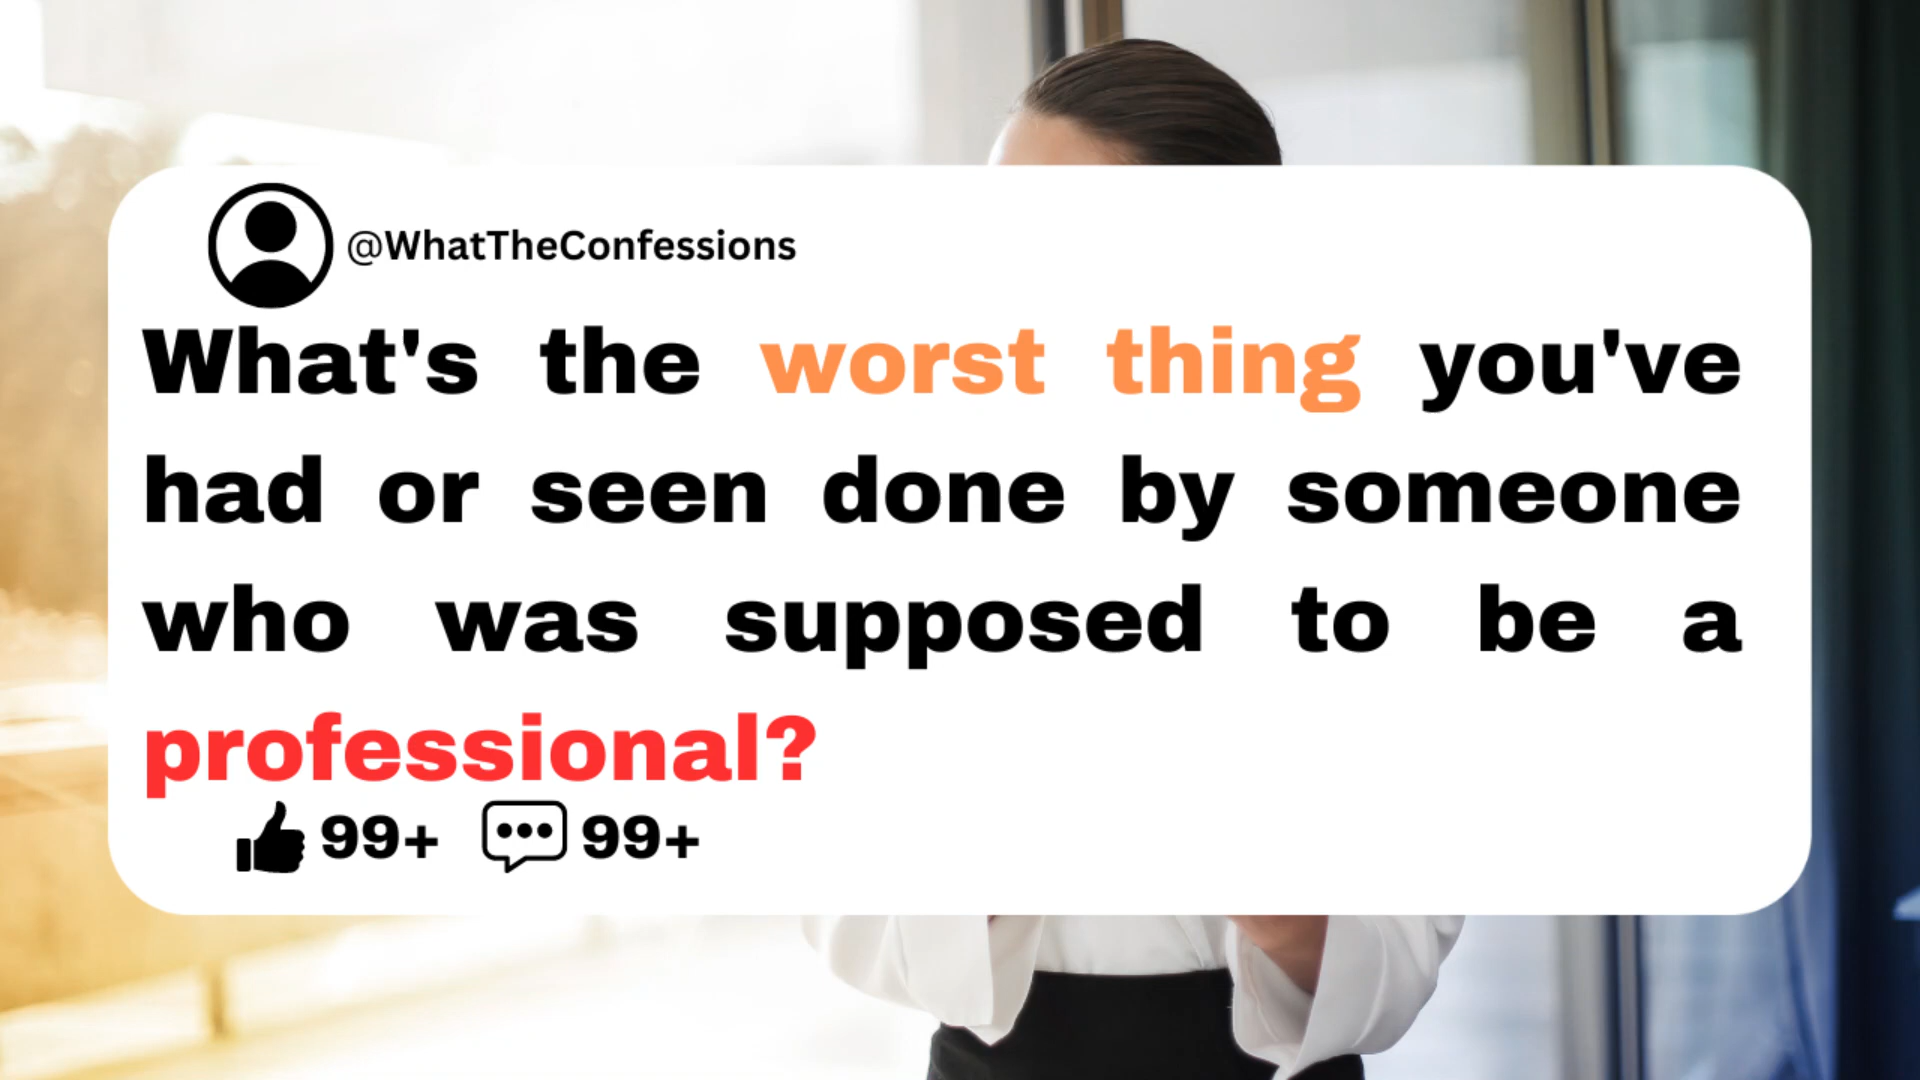 @WhatTheConfessions
What's the worst thing you've
had or seen done by someone
who was supposed to be a
professional?
99+ 99+